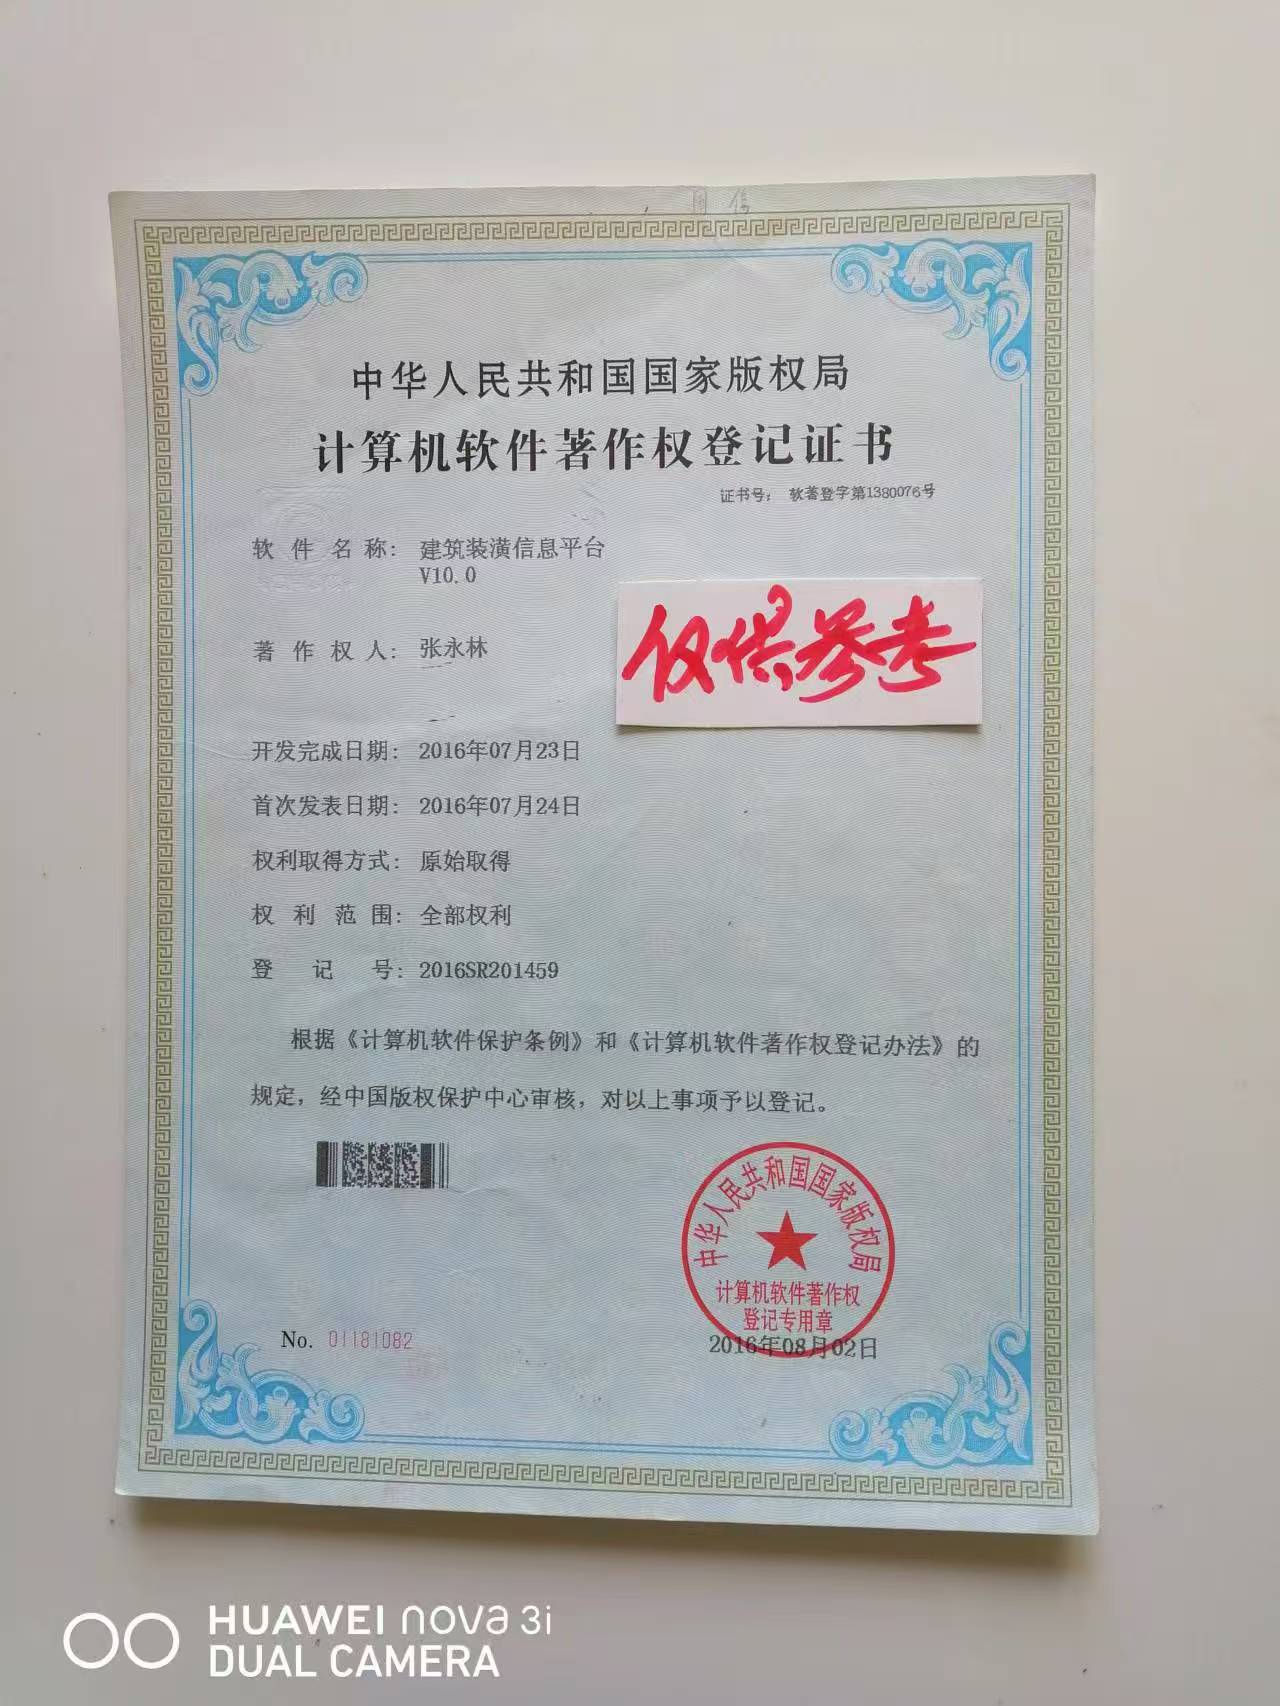 中华人民共和国国家版权局
计算机软件著作权登记证书
证书号： 软著登字第1380076号
软件名称： 建筑装潢信息平台
V10.0
著作权人： 张永林
仅供参考
开发完成日期： 2016年07月23日
首次发表日期： 2016年07月24日
权利取得方式： 原始取得
权利范围： 全部权利
登记号： 2016SR201459
根据《计算机软件保护条例》和《计算机软件著作权登记办法》的
规定，经中国版权保护中心审核，对以上事项予以登记。
中华人民共和国国家版权局
计算机软件著作权
登记专用章
No. 01181082
2016年08月02日
HUAWEI nova 3i
DUAL CAMERA